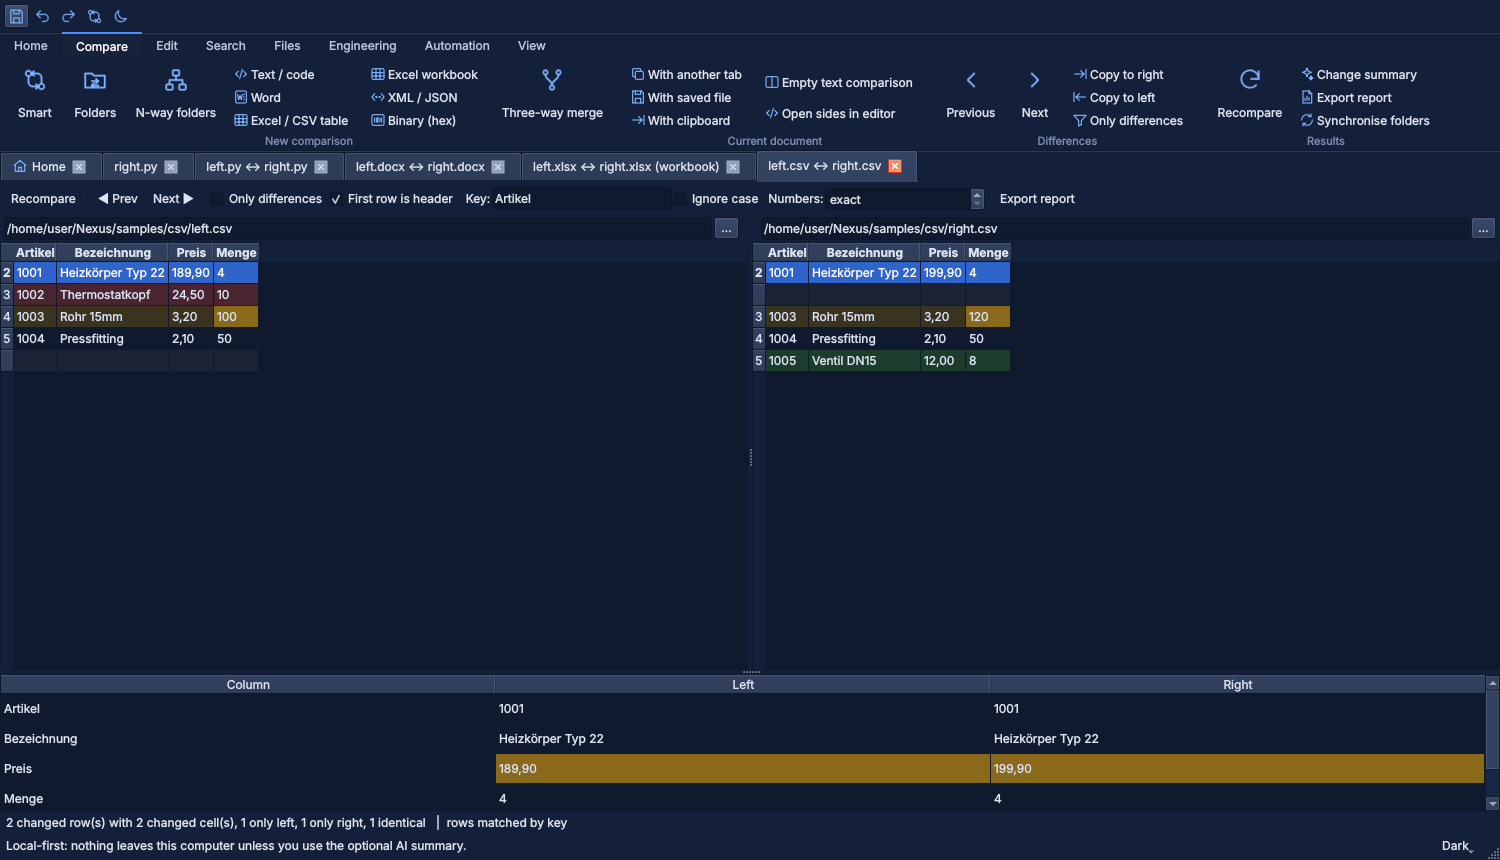 Home Compare Edit Search Files Engineering Automation View
Smart
Folders
N-way folders
Text / code
Word
Excel / CSV table
Excel workbook
XML / JSON
Binary (hex)
New comparison
Three-way merge
With another tab
With saved file
With clipboard
Empty text comparison
Open sides in editor
Current document
Previous
Next
Copy to right
Copy to left
Only differences
Differences
Recompare
Change summary
Export report
Synchronise folders
Results
Home right.py left.py ↔ right.py left.docx ↔ right.docx left.xlsx ↔ right.xlsx (workbook) left.csv ↔ right.csv
Recompare ◀ Prev Next ▶ Only differences ✓ First row is header Key: Artikel Ignore case Numbers: exact Export report
/home/user/Nexus/samples/csv/left.csv ...
Artikel Bezeichnung Preis Menge
2 1001 Heizkörper Typ 22 189,90 4
3 1002 Thermostatkopf 24,50 10
4 1003 Rohr 15mm 3,20 100
5 1004 Pressfitting 2,10 50
/home/user/Nexus/samples/csv/right.csv ...
Artikel Bezeichnung Preis Menge
2 1001 Heizkörper Typ 22 199,90 4
3 1003 Rohr 15mm 3,20 120
4 1004 Pressfitting 2,10 50
5 1005 Ventil DN15 12,00 8
Column Left Right
Artikel 1001 1001
Bezeichnung Heizkörper Typ 22 Heizkörper Typ 22
Preis 189,90 199,90
Menge 4 4
2 changed row(s) with 2 changed cell(s), 1 only left, 1 only right, 1 identical | rows matched by key
Local-first: nothing leaves this computer unless you use the optional AI summary. Dark